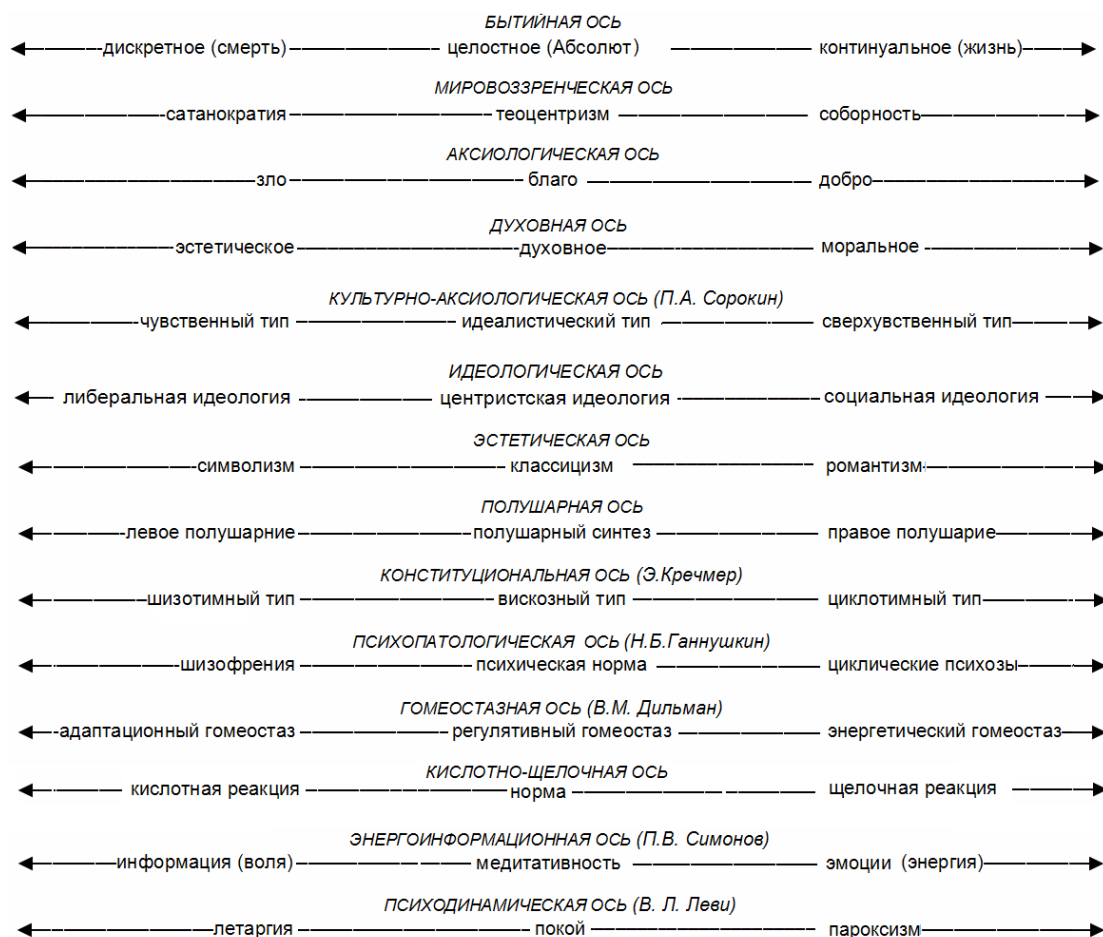 БЫТИЙНАЯ ОСЬ
дискретное (смерть) целостное (Абсолют) континуальное (жизнь)
МИРОВОЗЗРЕНЧЕСКАЯ ОСЬ
сатанократия теоцентризм соборность
АКСИОЛОГИЧЕСКАЯ ОСЬ
зло благо добро
ДУХОВНАЯ ОСЬ
эстетическое духовное моральное
КУЛЬТУРНО-АКСИОЛОГИЧЕСКАЯ ОСЬ (П.А. Сорокин)
чувственный тип идеалистический тип сверхувственный тип
ИДЕОЛОГИЧЕСКАЯ ОСЬ
либеральная идеология центристская идеология социальная идеология
ЭСТЕТИЧЕСКАЯ ОСЬ
символизм классицизм романтизм
ПОЛУШАРНАЯ ОСЬ
левое полушарние полушарный синтез правое полушарие
КОНСТИТУЦИОНАЛЬНАЯ ОСЬ (Э.Кречмер)
шизотимный тип вискозный тип циклотимный тип
ПСИХОПАТОЛОГИЧЕСКАЯ ОСЬ (Н.Б.Ганнушкин)
шизофрения психическая норма циклические психозы
ГОМЕОСТАЗНАЯ ОСЬ (В.М. Дильман)
адаптационный гомеостаз регулятивный гомеостаз энергетический гомеостаз
КИСЛОТНО-ЩЕЛОЧНАЯ ОСЬ
кислотная реакция норма щелочная реакция
ЭНЕРГОИНФОРМАЦИОННАЯ ОСЬ (П.В. Симонов)
информация (воля) медитативность эмоции (энергия)
ПСИХОДИНАМИЧЕСКАЯ ОСЬ (В. Л. Леви)
летаргия покой пароксизм